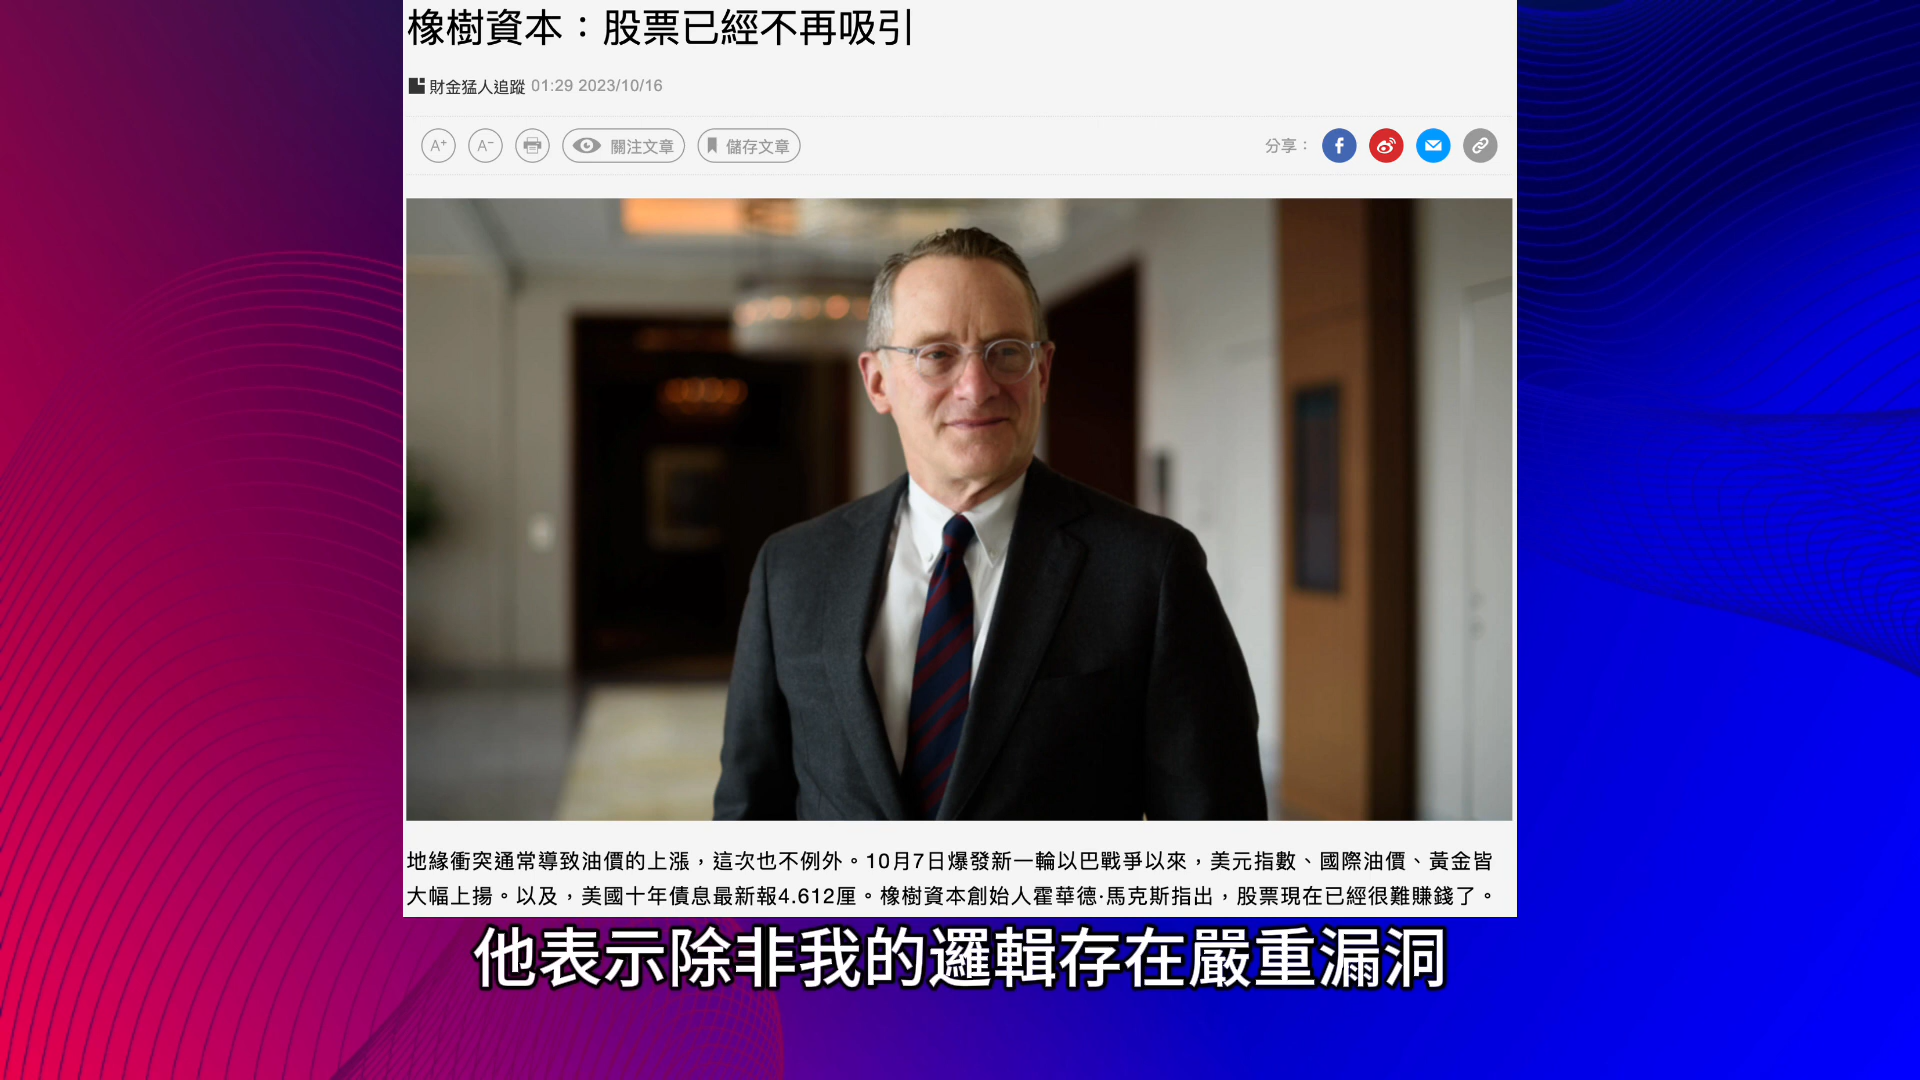 橡樹資本：股票已經不再吸引
財金猛人追蹤 01:29 2023/10/16
A+ A- 關注文章 儲存文章 分享：
地緣衝突通常導致油價的上漲，這次也不例外。10月7日爆發新一輪以巴戰爭以來，美元指數、國際油價、黃金皆
大幅上揚。以及，美國十年債息最新報4.612厘。橡樹資本創始人霍華德·馬克斯指出，股票現在已經很難賺錢了。
他表示除非我的邏輯存在嚴重漏洞